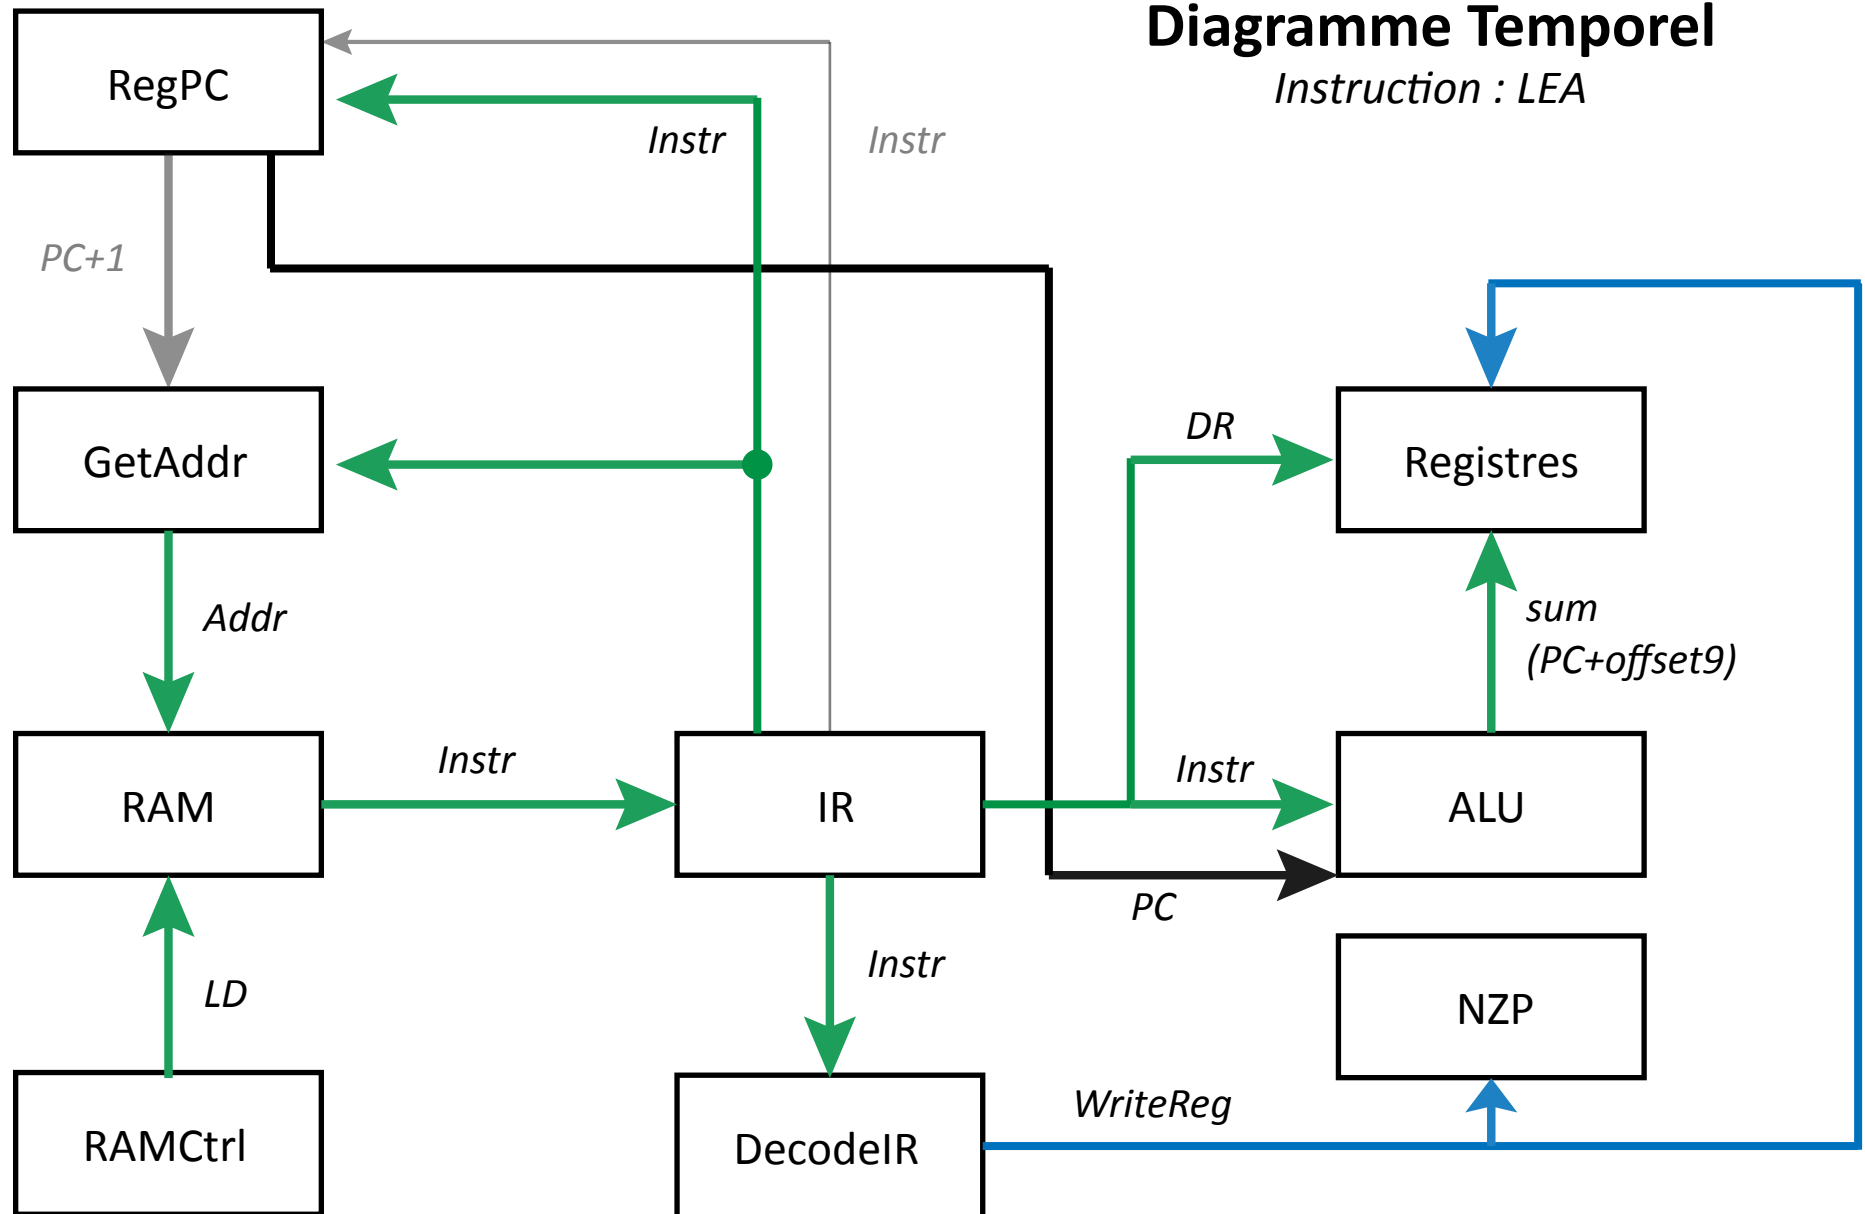 Diagramme Temporel
Instruction : LEA
RegPC
Instr
Instr
PC+1
GetAddr
DR
Registres
Addr
sum
(PC+offset9)
RAM
Instr
IR
Instr
ALU
PC
LD
Instr
NZP
RAMCtrl
DecodeIR
WriteReg